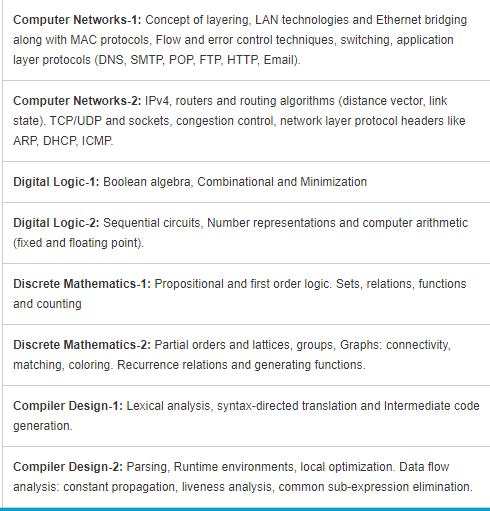 Computer Networks-1: Concept of layering, LAN technologies and Ethernet bridging
along with MAC protocols, Flow and error control techniques, switching, application
layer protocols (DNS, SMTP, POP, FTP, HTTP, Email).
Computer Networks-2: IPv4, routers and routing algorithms (distance vector, link
state). TCP/UDP and sockets, congestion control, network layer protocol headers like
ARP, DHCP, ICMP.
Digital Logic-1: Boolean algebra, Combinational and Minimization
Digital Logic-2: Sequential circuits, Number representations and computer arithmetic
(fixed and floating point).
Discrete Mathematics-1: Propositional and first order logic. Sets, relations, functions
and counting
Discrete Mathematics-2: Partial orders and lattices, groups, Graphs: connectivity,
matching, coloring. Recurrence relations and generating functions.
Compiler Design-1: Lexical analysis, syntax-directed translation and Intermediate code
generation.
Compiler Design-2: Parsing, Runtime environments, local optimization. Data flow
analysis: constant propagation, liveness analysis, common sub-expression elimination.